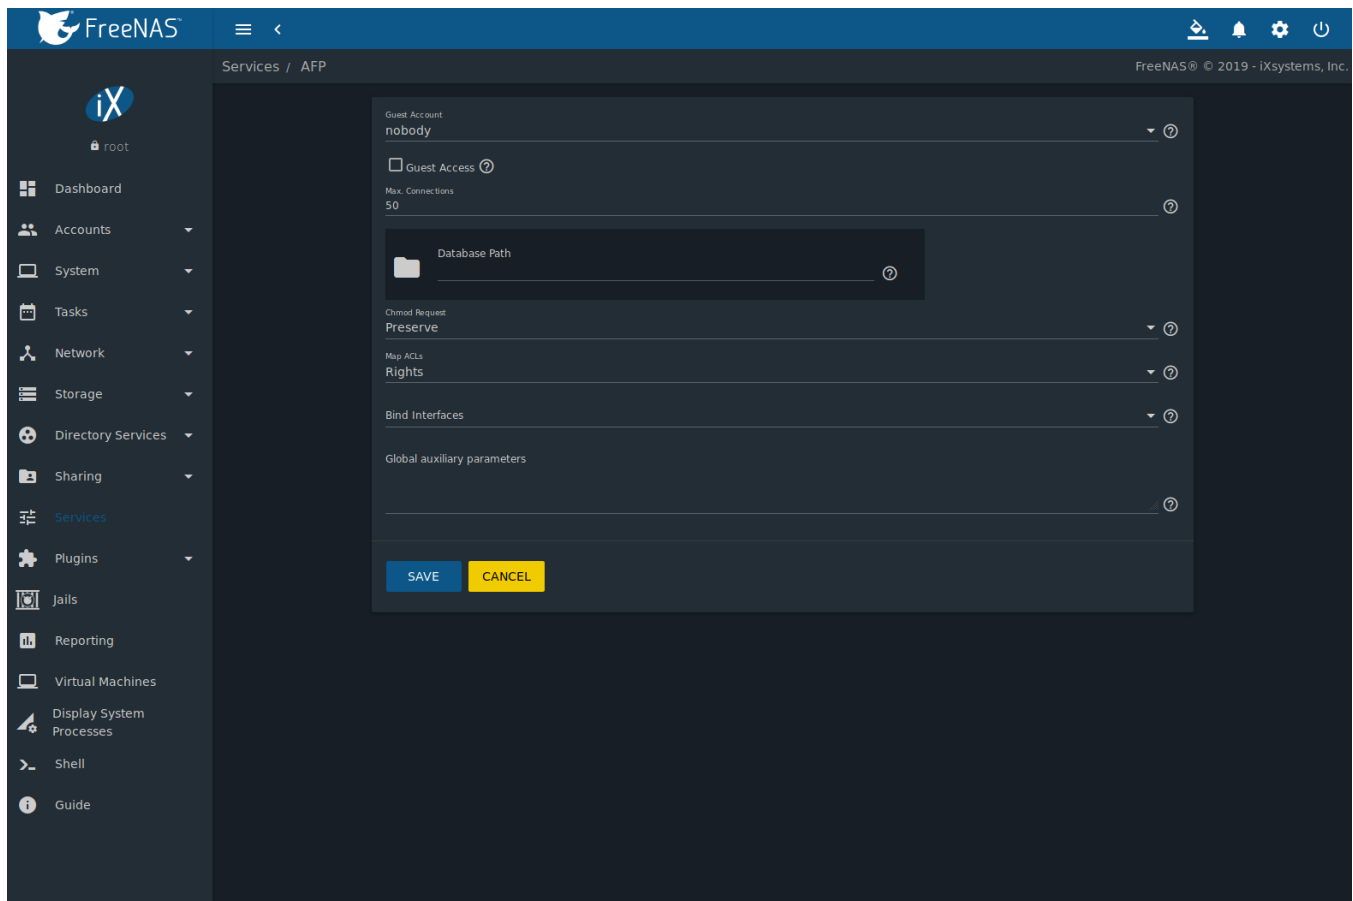 FreeNAS™
Services / AFP
FreeNAS® © 2019 - iXsystems, Inc.
iX
root
Dashboard
Accounts
System
Tasks
Network
Storage
Directory Services
Sharing
Services
Plugins
Jails
Reporting
Virtual Machines
Display System
Processes
Shell
Guide
Guest Account
nobody
Guest Access
Max. Connections
50
Database Path
Chmod Request
Preserve
Map ACLs
Rights
Bind Interfaces
Global auxiliary parameters
SAVE CANCEL